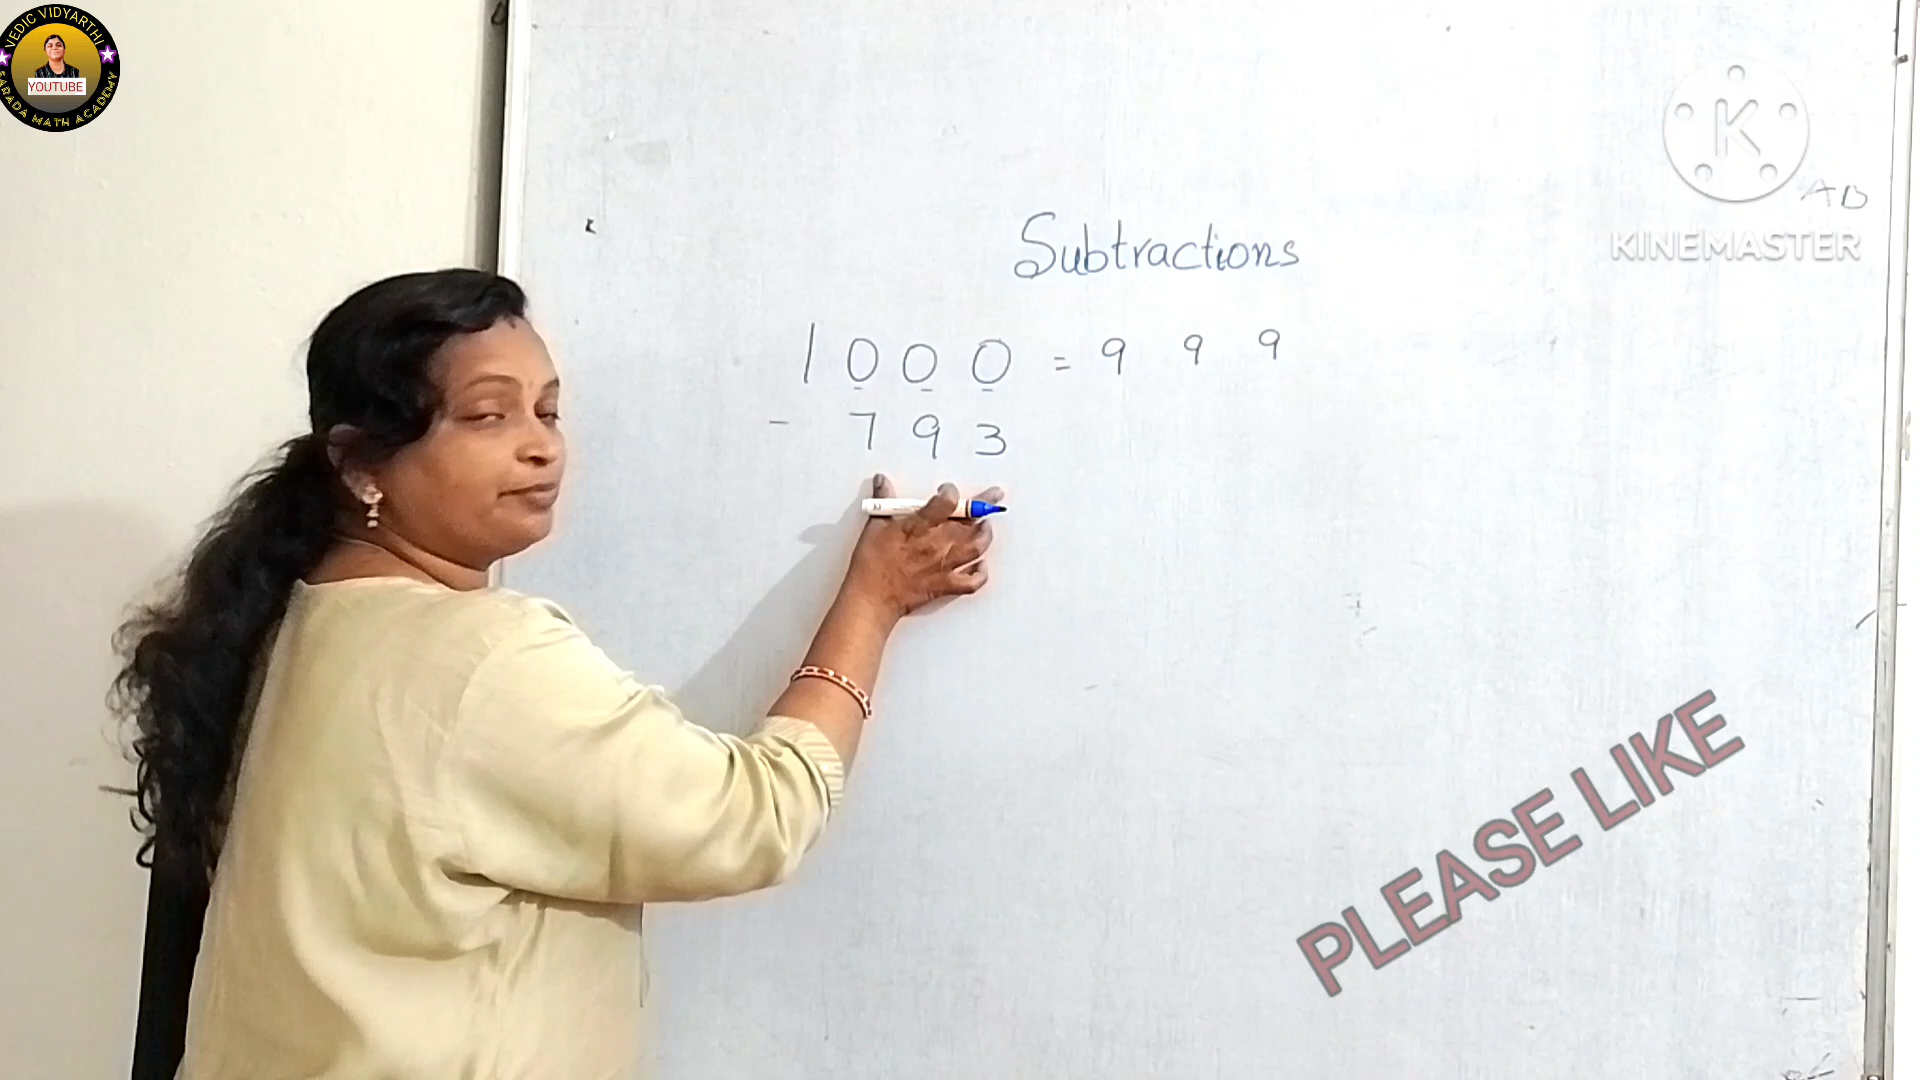 VEDIC VIDYARTHI
YOUTUBE
SARADA MATH ACADEMY
K
KINEMASTER
Subtractions
1 0 0 0 = 9 9 9
- 7 9 3
PLEASE LIKE